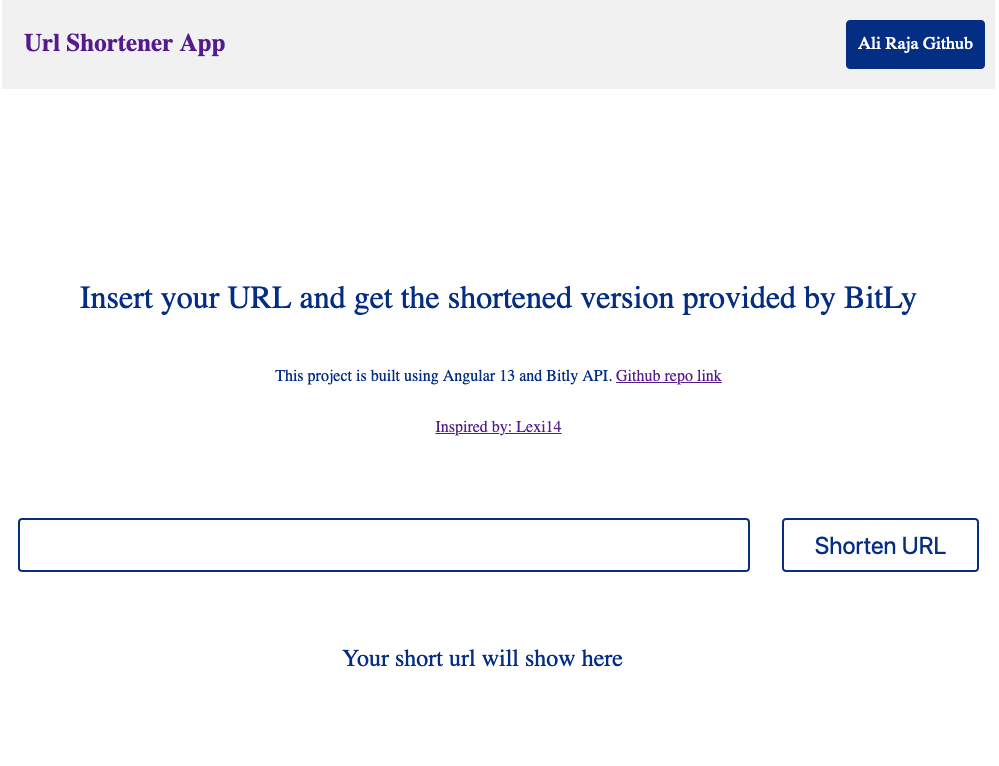 Url Shortener App
Ali Raja Github
Insert your URL and get the shortened version provided by BitLy
This project is built using Angular 13 and Bitly API. Github repo link
Inspired by: Lexi14
Shorten URL
Your short url will show here